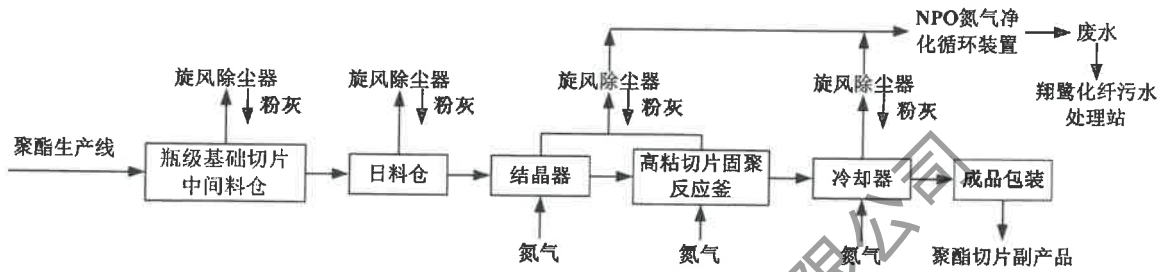 NPO氮气净
化循环装置
废水
旋风除尘器
旋风除尘器
旋风除尘器
旋风除尘器
粉灰
粉灰
粉灰
粉灰
翔鹭化纤污水
处理站
聚酯生产线
瓶级基础切片
中间料仓
日料仓
结晶器
高粘切片固聚
反应釜
冷却器
成品包装
氮气
氮气
氮气
聚酯切片副产品
限公司